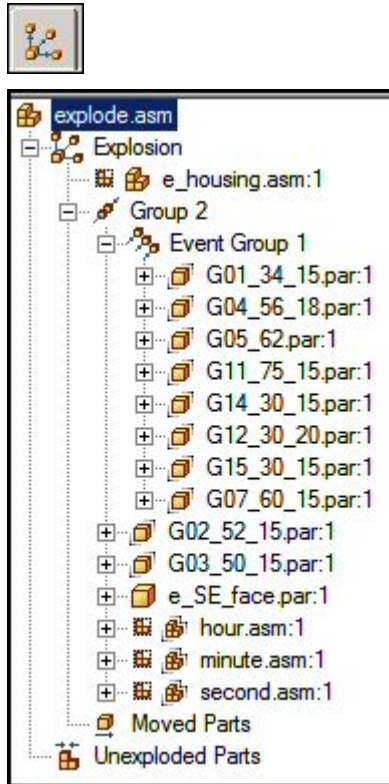 explode.asm
Explosion
e_housing.asm:1
Group 2
Event Group 1
G01_34_15.par:1
G04_56_18.par:1
G05_62.par:1
G11_75_15.par:1
G14_30_15.par:1
G12_30_20.par:1
G15_30_15.par:1
G07_60_15.par:1
G02_52_15.par:1
G03_50_15.par:1
e_SE_face.par:1
hour.asm:1
minute.asm:1
second.asm:1
Moved Parts
Unexploded Parts